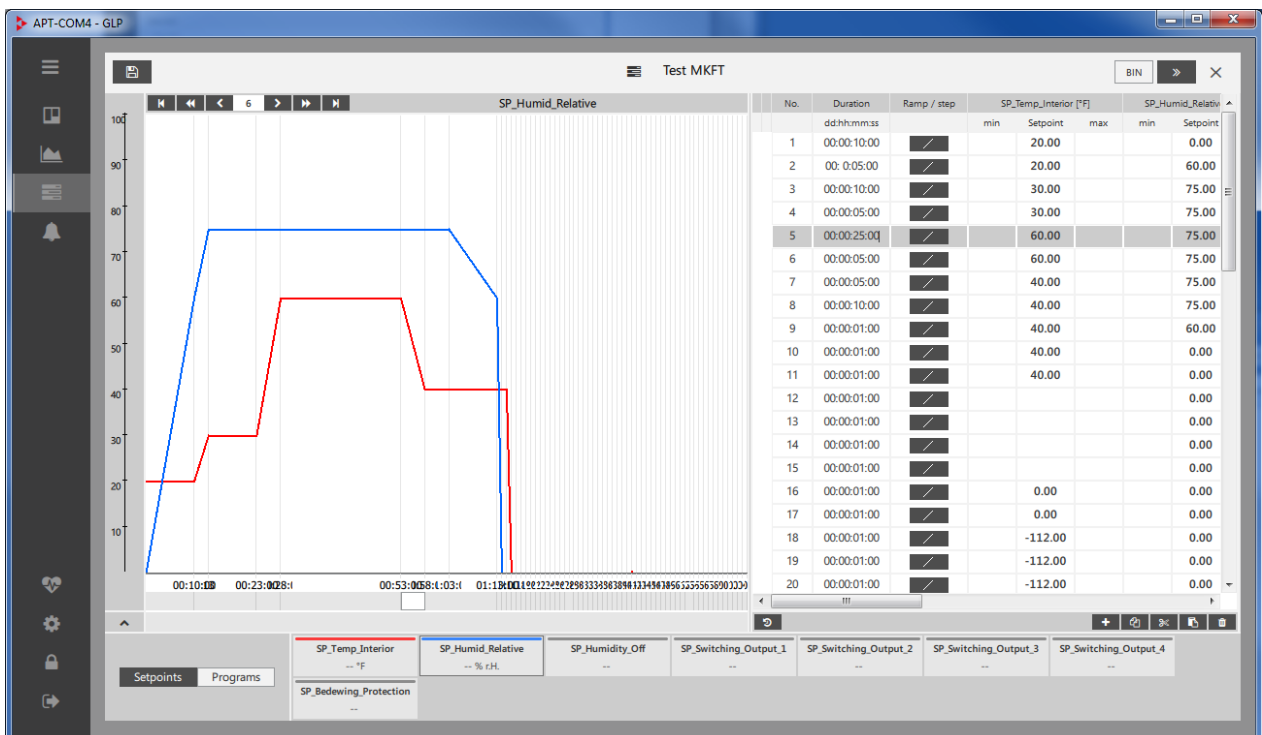 APT-COM4 - GLP
Test MKFT
BIN
6
SP_Humid_Relative
100
90
80
70
60
50
40
30
20
10
00:53:00
Setpoints
Programs
No. Duration Ramp / step SP_Temp_Interior [°F] SP_Humid_Relativ
dd:hh:mm:ss min Setpoint max min Setpoint
1 00:00:10:00 20.00 0.00
2 00: 0:05:00 20.00 60.00
3 00:00:10:00 30.00 75.00
4 00:00:05:00 30.00 75.00
5 00:00:25:00 60.00 75.00
6 00:00:05:00 60.00 75.00
7 00:00:05:00 40.00 75.00
8 00:00:10:00 40.00 75.00
9 00:00:01:00 40.00 60.00
10 00:00:01:00 40.00 0.00
11 00:00:01:00 40.00 0.00
12 00:00:01:00 0.00
13 00:00:01:00 0.00
14 00:00:01:00 0.00
15 00:00:01:00 0.00
16 00:00:01:00 0.00 0.00
17 00:00:01:00 0.00 0.00
18 00:00:01:00 -112.00 0.00
19 00:00:01:00 -112.00 0.00
20 00:00:01:00 -112.00 0.00
SP_Temp_Interior
-- °F
SP_Humid_Relative
-- % r.H.
SP_Humidity_Off
--
SP_Switching_Output_1
--
SP_Switching_Output_2
--
SP_Switching_Output_3
--
SP_Switching_Output_4
--
SP_Bedewing_Protection
--